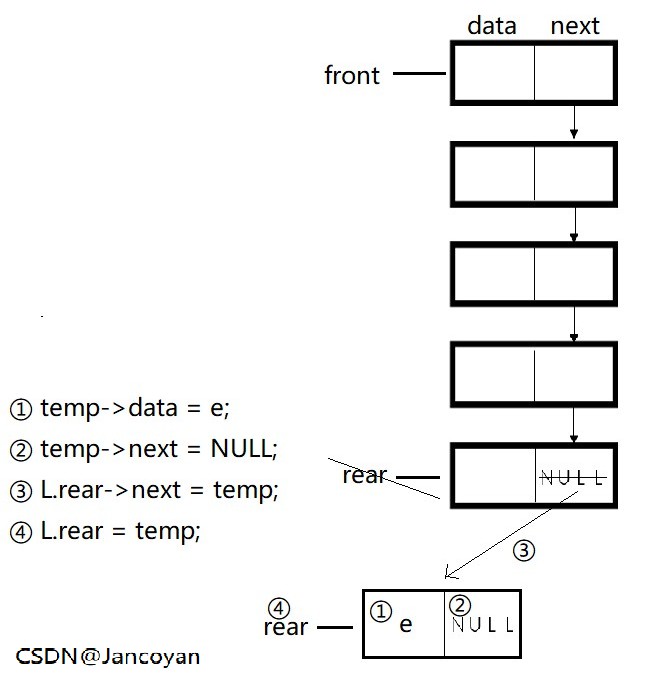 data next
front
① temp->data = e;
② temp->next = NULL;
③ L.rear->next = temp;
④ L.rear = temp;
rear
NULL
③
④
rear
① e
② NULL
CSDN@Jancoyan